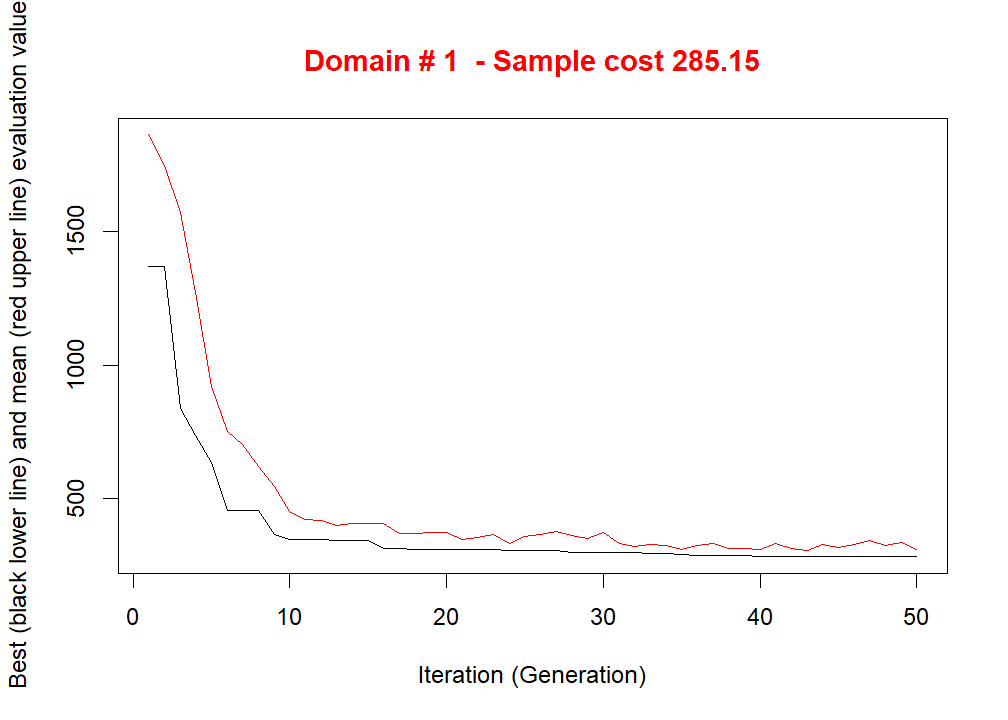 Domain # 1  - Sample cost 285.15
Best (black lower line) and mean (red upper line) evaluation value
1500
1000
500
0 10 20 30 40 50
Iteration (Generation)